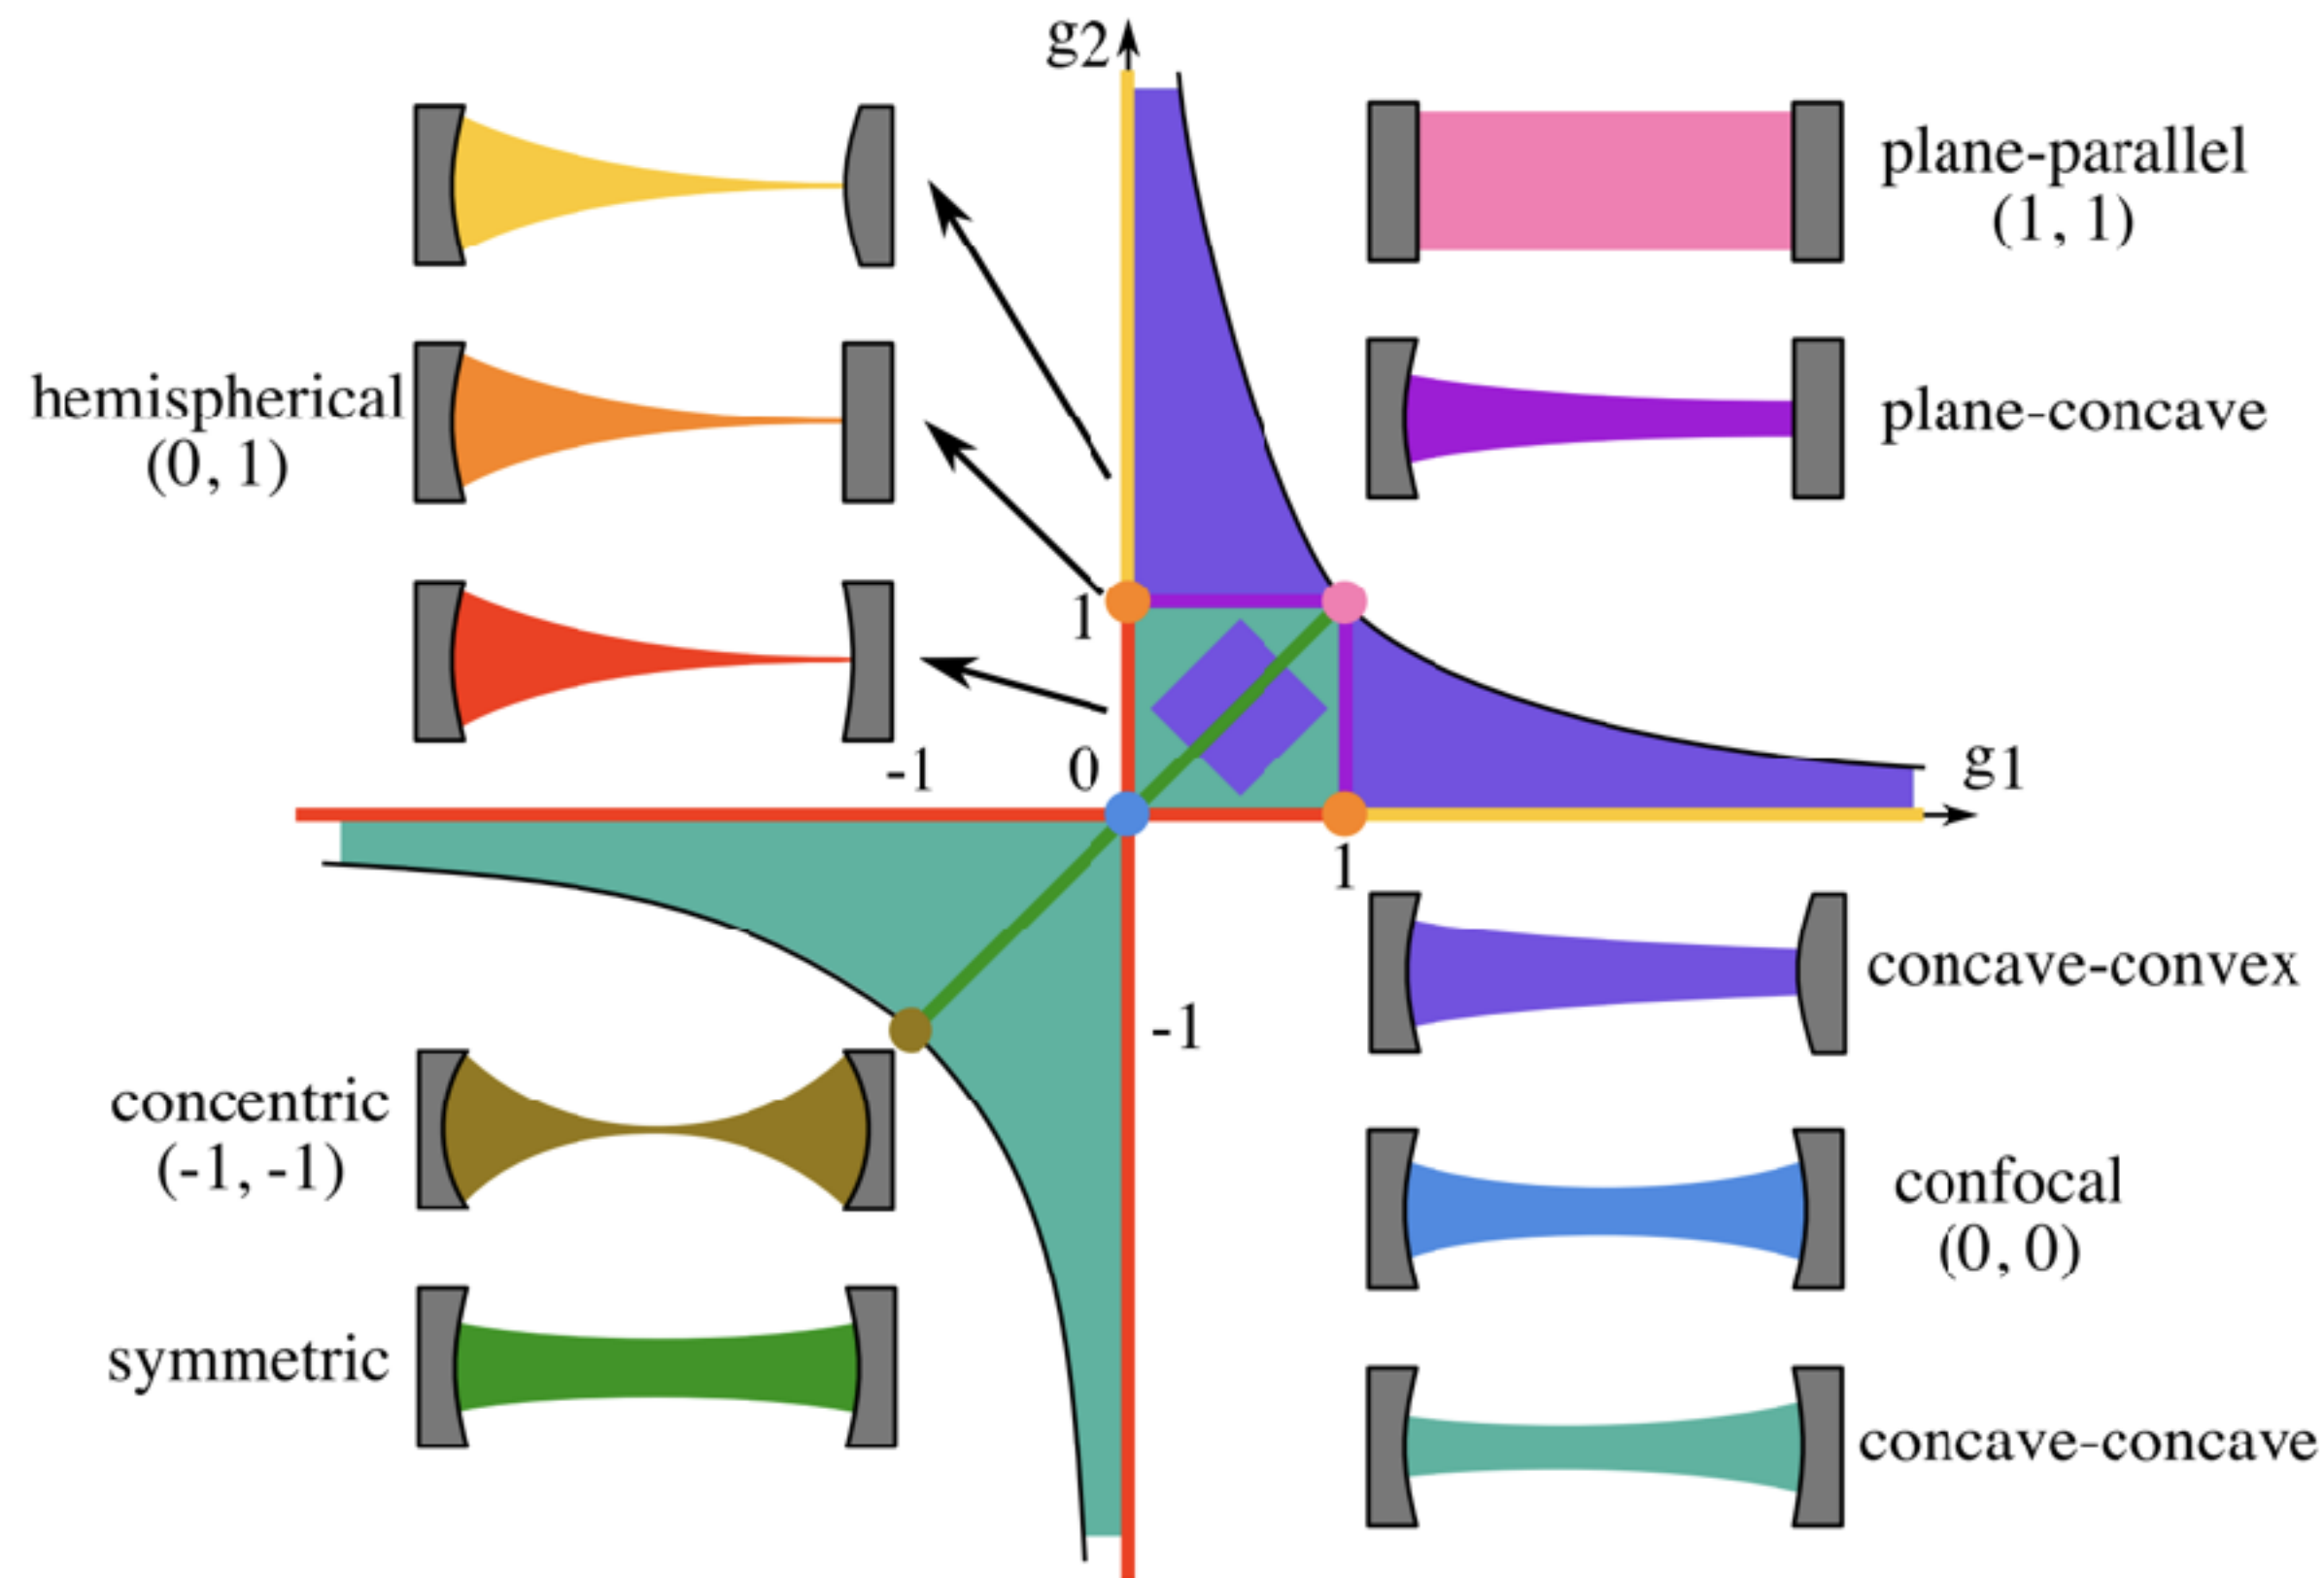 g2
plane-parallel
(1, 1)
hemispherical
(0, 1)
plane-concave
1
-1
0
g1
1
-1
concave-convex
concentric
(-1, -1)
confocal
(0, 0)
symmetric
concave-concave